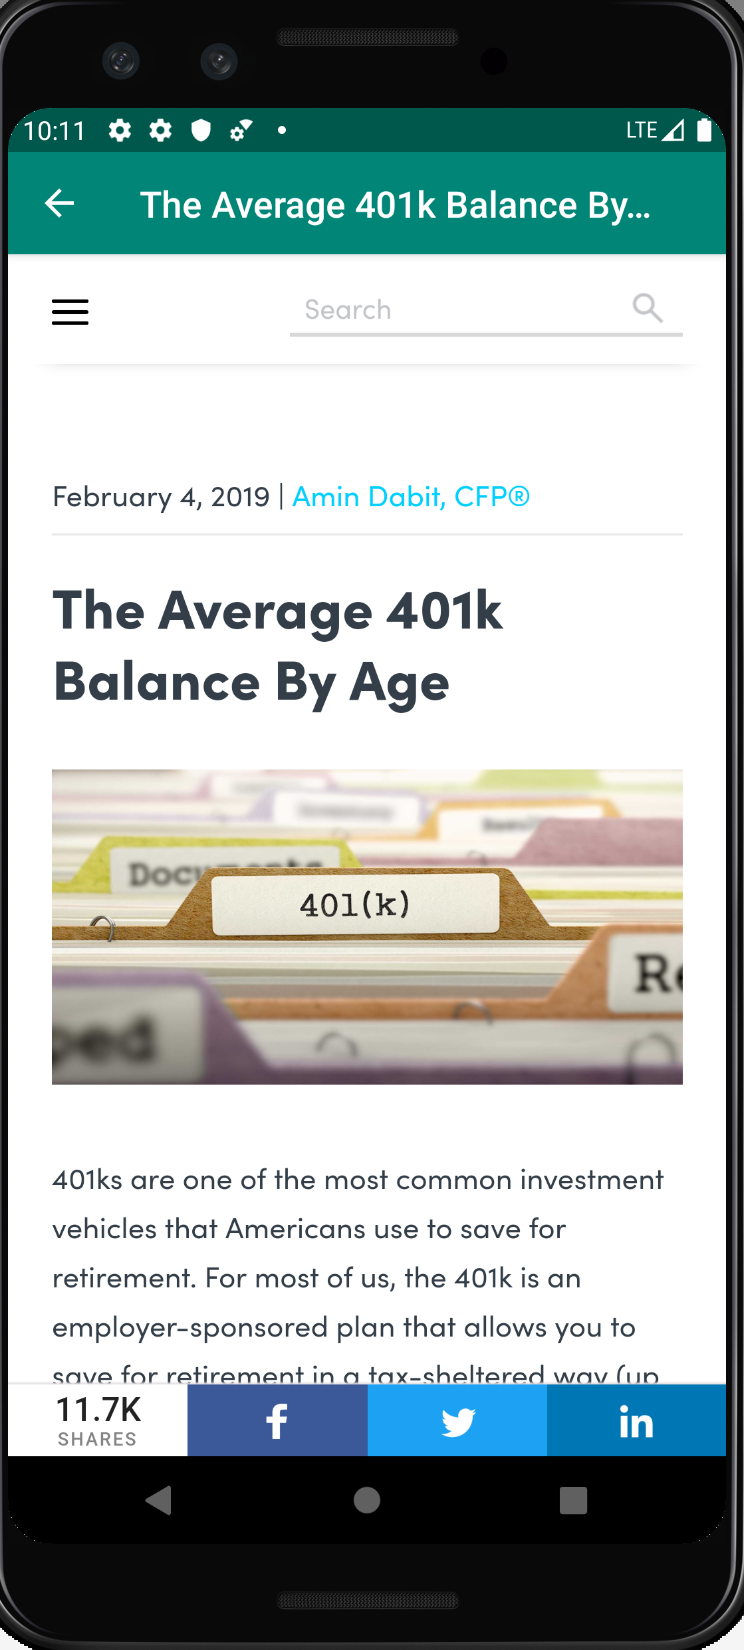 10:11
LTE
The Average 401k Balance By...
Search
February 4, 2019 | Amin Dabit, CFP®
The Average 401k
Balance By Age
Documents
401(k)
Re
ped
401ks are one of the most common investment
vehicles that Americans use to save for
retirement. For most of us, the 401k is an
employer-sponsored plan that allows you to
save for retirement in a tax-sheltered way (up
11.7K
SHARES
f
in